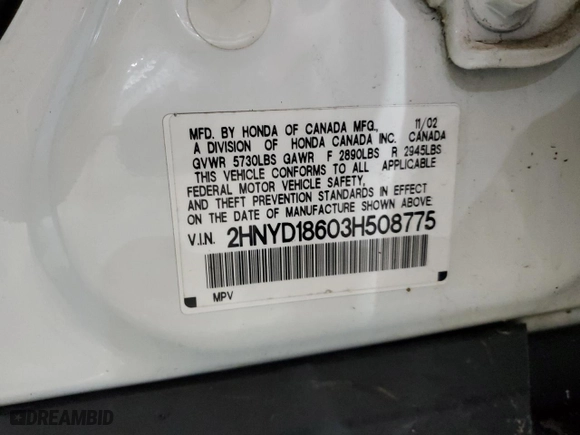 MFD. BY HONDA OF CANADA MFG., 11/02
A DIVISION OF HONDA CANADA INC. CANADA
GVWR 5730LBS GAWR F 2890LBS R 2945LBS
THIS VEHICLE CONFORMS TO ALL APPLICABLE
FEDERAL MOTOR VEHICLE SAFETY,
AND THEFT PREVENTION STANDARDS IN EFFECT
ON THE DATE OF MANUFACTURE SHOWN ABOVE.
V.I.N. 2HNYD18603H508775
MPV
DREAMBID